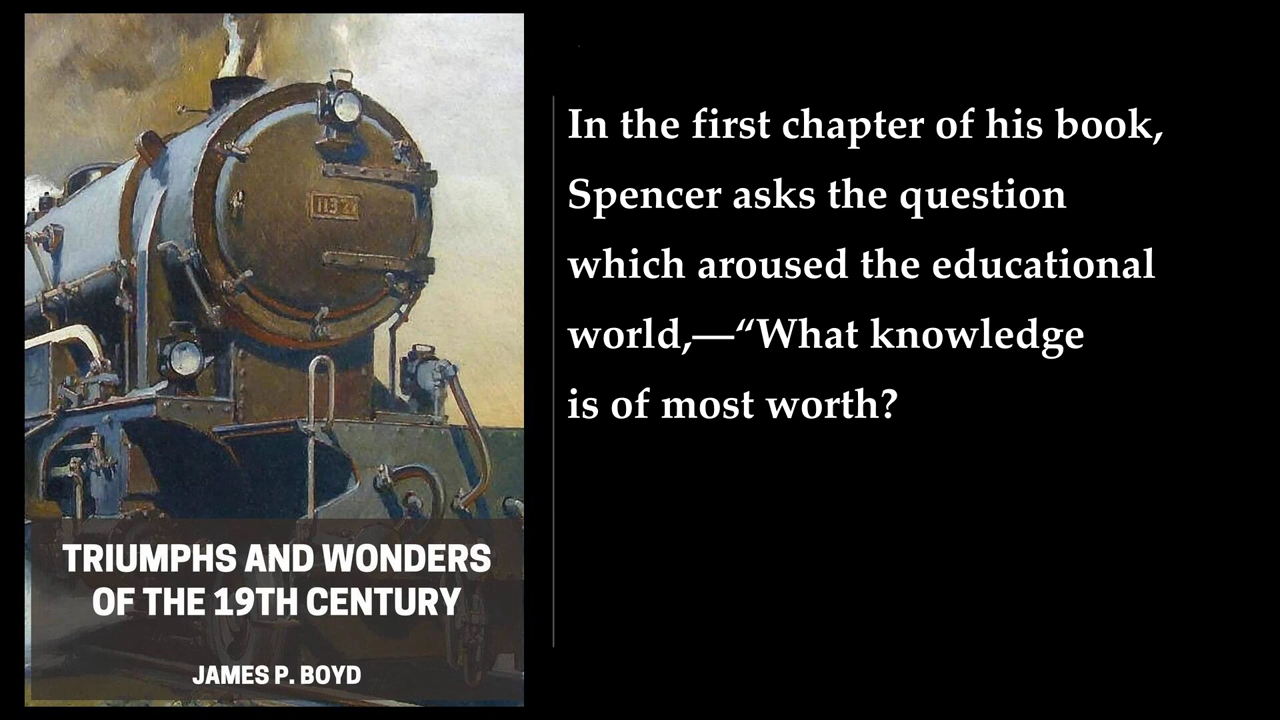 In the first chapter of his book,
Spencer asks the question
which aroused the educational
world,—“What knowledge
is of most worth?
TRIUMPHS AND WONDERS
OF THE 19TH CENTURY
JAMES P. BOYD